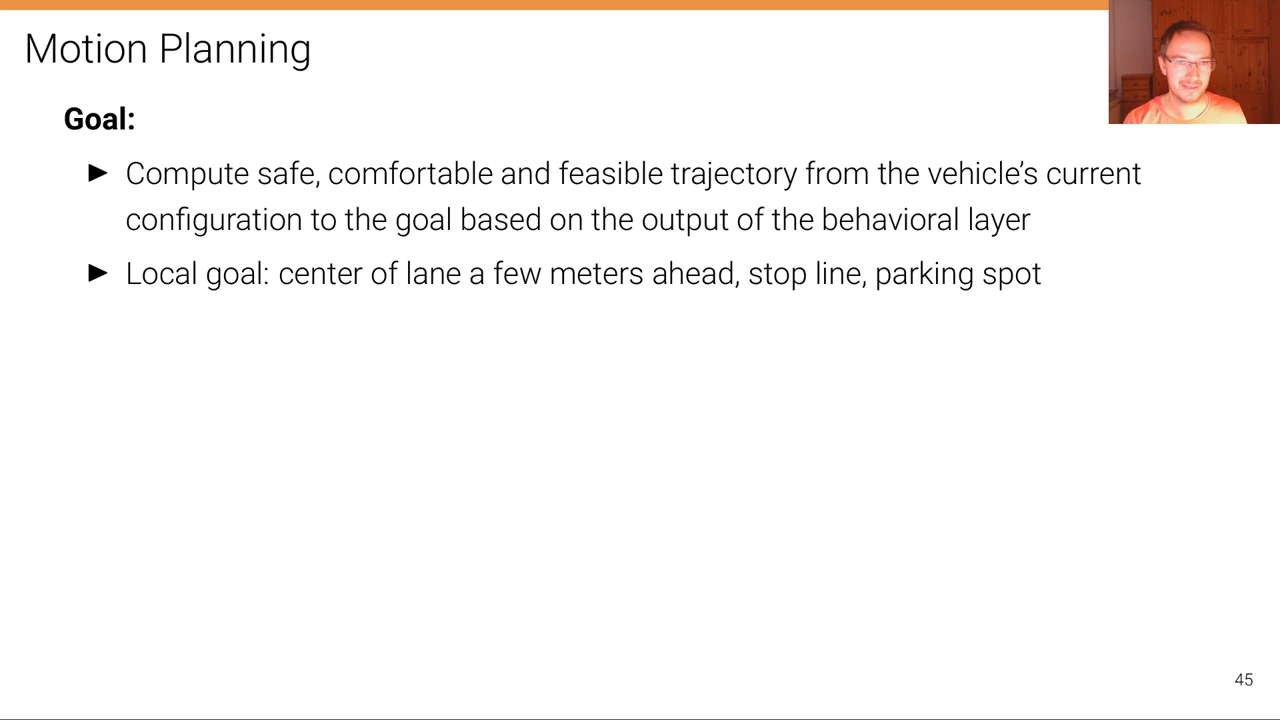 Motion Planning
Goal:
► Compute safe, comfortable and feasible trajectory from the vehicle’s current
configuration to the goal based on the output of the behavioral layer
► Local goal: center of lane a few meters ahead, stop line, parking spot
45